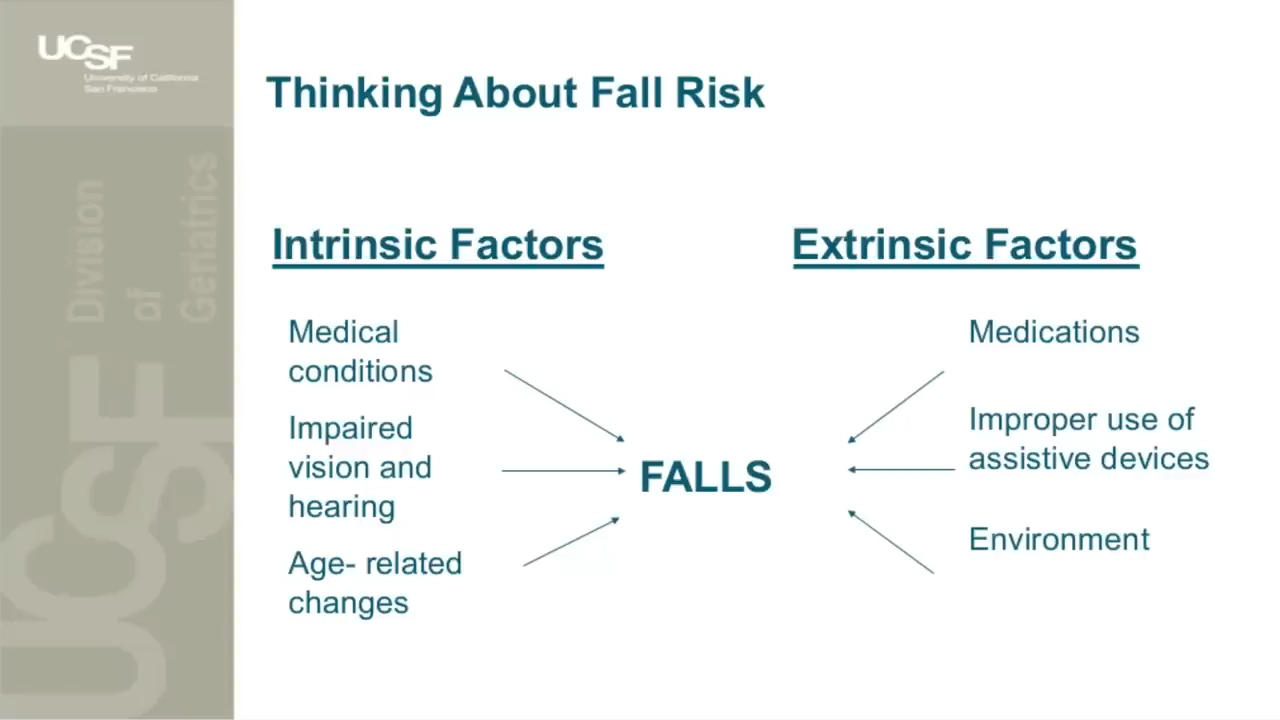 UCSF
University of California
San Francisco
Division
of
Geriatrics
UCSF
Thinking About Fall Risk
Intrinsic Factors
Medical
conditions
Impaired
vision and
hearing
Age- related
changes
FALLS
Extrinsic Factors
Medications
Improper use of
assistive devices
Environment